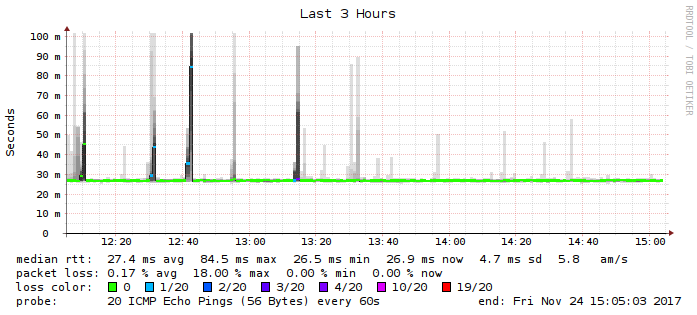 Last 3 Hours
RRDTOOL / TOBI OETIKER
Seconds
100 m
90 m
80 m
70 m
60 m
50 m
40 m
30 m
20 m
10 m
0
12:20 12:40 13:00 13:20 13:40 14:00 14:20 14:40 15:00
median rtt: 27.4 ms avg 84.5 ms max 26.5 ms min 26.9 ms now 4.7 ms sd 5.8 am/s
packet loss: 0.17 % avg 18.00 % max 0.00 % min 0.00 % now
loss color: 0 1/20 2/20 3/20 4/20 10/20 19/20
probe: 20 ICMP Echo Pings (56 Bytes) every 60s end: Fri Nov 24 15:05:03 2017